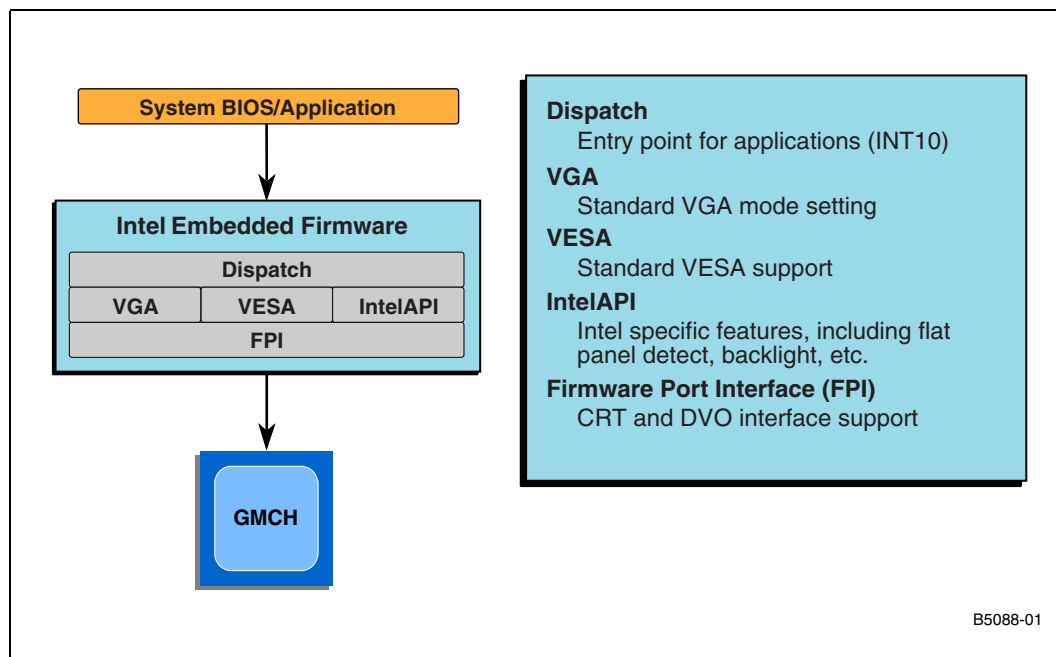 System BIOS/Application
Intel Embedded Firmware
Dispatch
VGA
VESA
IntelAPI
FPI
GMCH
Dispatch
Entry point for applications (INT10)
VGA
Standard VGA mode setting
VESA
Standard VESA support
IntelAPI
Intel specific features, including flat
panel detect, backlight, etc.
Firmware Port Interface (FPI)
CRT and DVO interface support
B5088-01